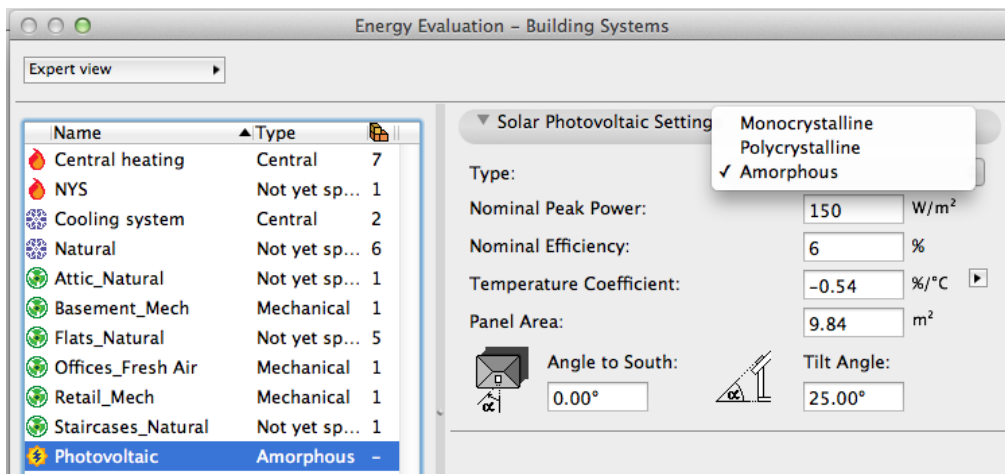 Energy Evaluation – Building Systems
Expert view
Name Type
Central heating Central 7
NYS Not yet sp... 1
Cooling system Central 2
Natural Not yet sp... 6
Attic_Natural Not yet sp... 1
Basement_Mech Mechanical 1
Flats_Natural Not yet sp... 5
Offices_Fresh Air Mechanical 1
Retail_Mech Mechanical 1
Staircases_Natural Not yet sp... 1
Photovoltaic Amorphous –
Solar Photovoltaic Setting
Monocrystalline
Polycrystalline
✓ Amorphous
Type:
Nominal Peak Power: 150 W/m²
Nominal Efficiency: 6 %
Temperature Coefficient: -0.54 %/°C
Panel Area: 9.84 m²
Angle to South: Tilt Angle:
α 0.00° α 25.00°